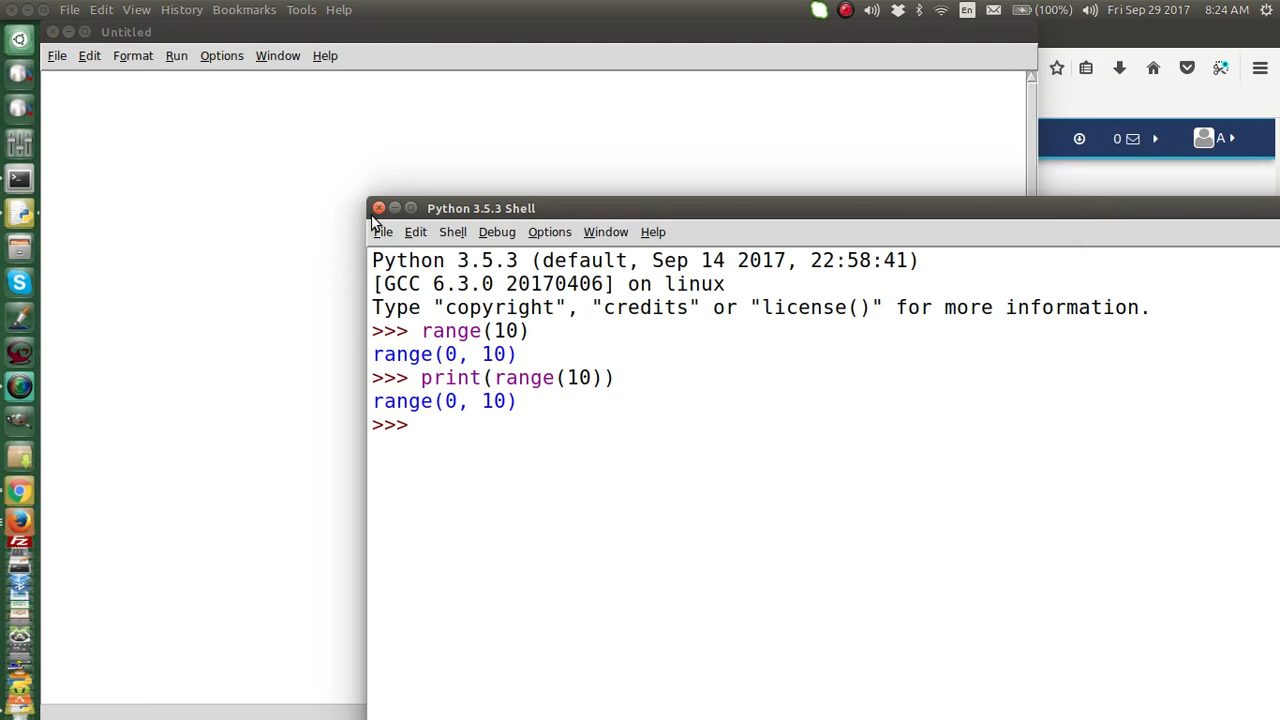 File Edit View History Bookmarks Tools Help
En (100%) Fri Sep 29 2017 8:24 AM
Untitled
File Edit Format Run Options Window Help
0 A
Python 3.5.3 Shell
File Edit Shell Debug Options Window Help
Python 3.5.3 (default, Sep 14 2017, 22:58:41)
[GCC 6.3.0 20170406] on linux
Type "copyright", "credits" or "license()" for more information.
>>> range(10)
range(0, 10)
>>> print(range(10))
range(0, 10)
>>>
S
FZ